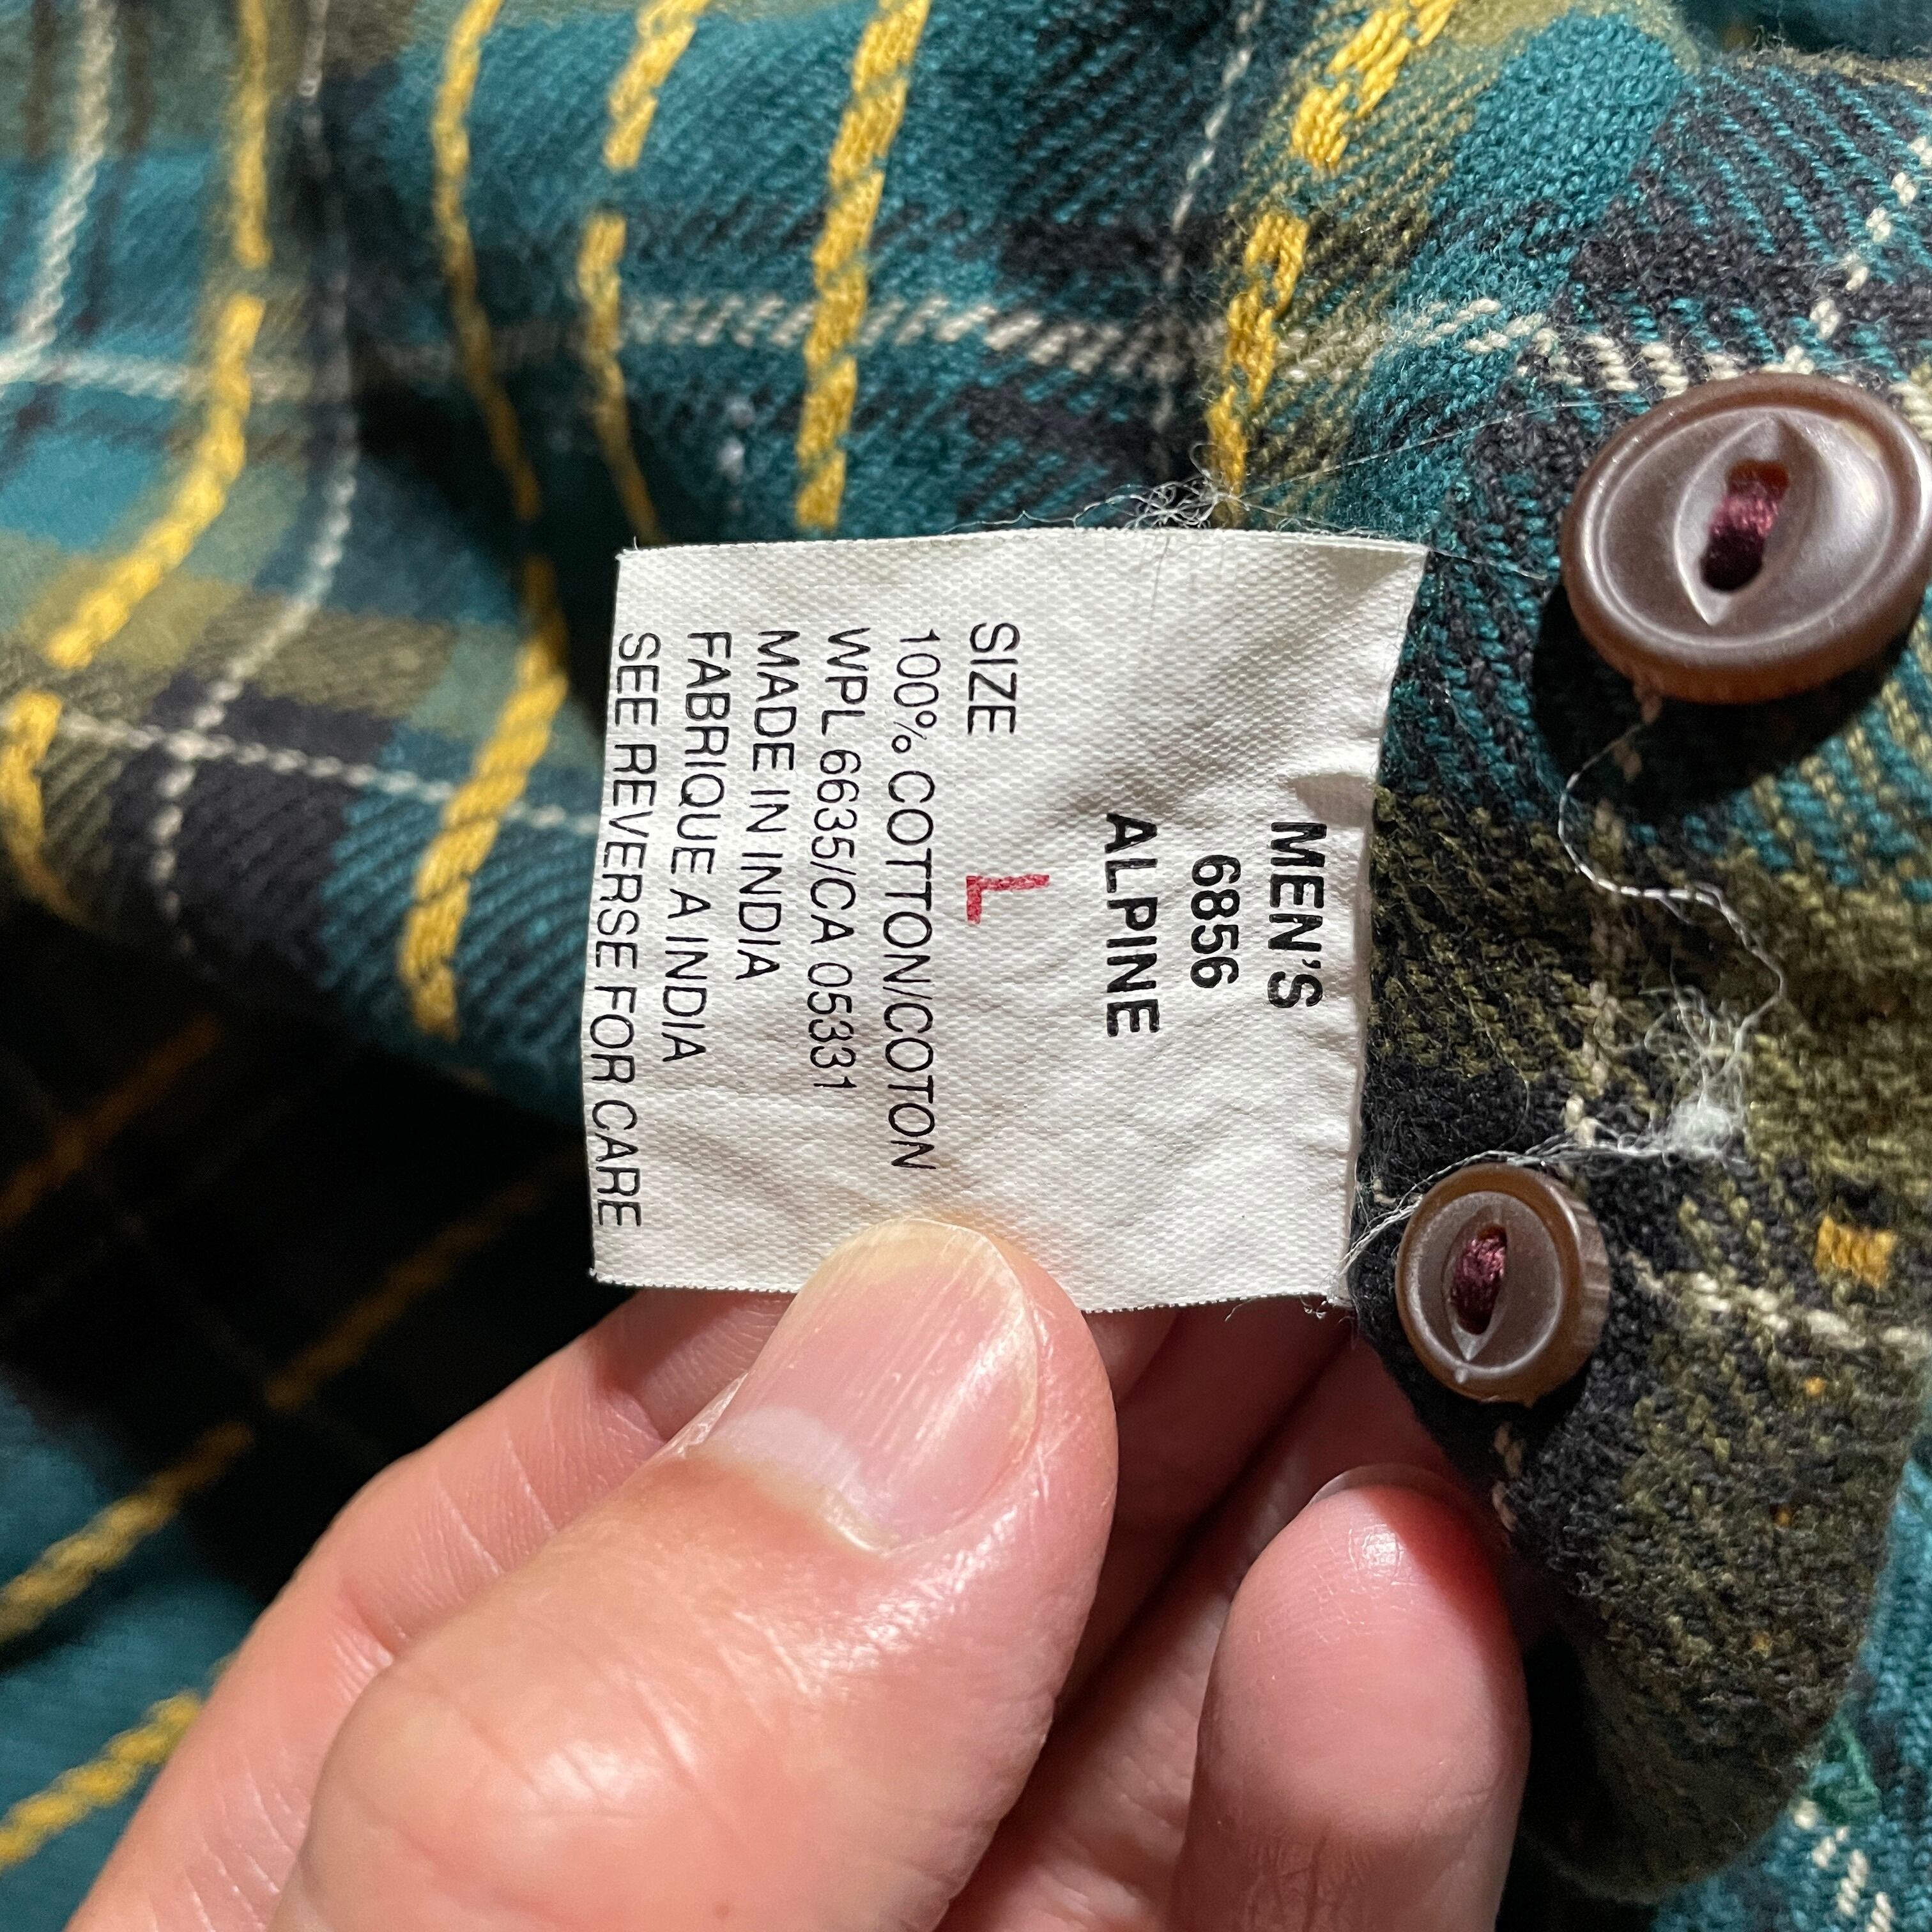 MEN'S
6856
ALPINE
SIZE L
100% COTTON/COTON
WPL 6635/CA 05331
MADE IN INDIA
FABRIQUE A INDIA
SEE REVERSE FOR CARE